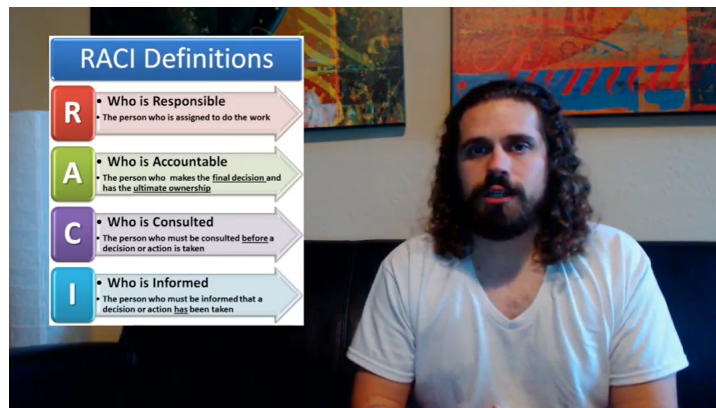 RACI Definitions
R
• Who is Responsible
• The person who is assigned to do the work
A
• Who is Accountable
• The person who makes the final decision and
has the ultimate ownership
C
• Who is Consulted
• The person who must be consulted before a
decision or action is taken
I
• Who is Informed
• The person who must be informed that a
decision or action has been taken